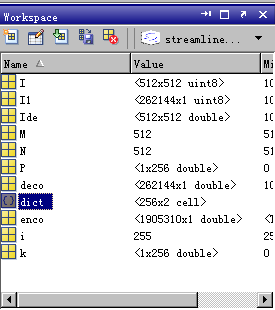 Workspace
streamline...
Name Value Mi
I <512x512 uint8> 10
I1 <262144x1 uint8> 10
Ide <512x512 double> 10
M 512 51
N 512 51
P <1x256 double> 0
deco <262144x1 double> 10
dict <256x2 cell>
enco <1905310x1 double> <1
i 255 25
k <1x256 double> 0